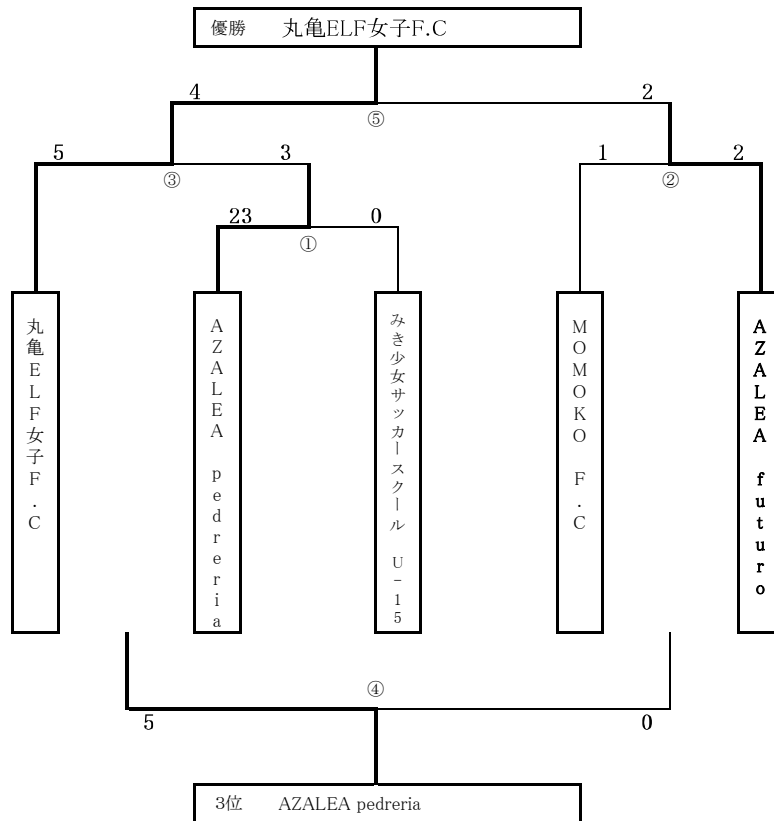 優勝 丸亀ELF女子F.C
4 2
⑤
5 3 1 2
③ ②
23 0
①
丸亀ELF女子F.C
AZALEA pedreria
みき少女サッカースクール U-15
MOMOKO F.C
AZALEA futuro
④
5 0
3位 AZALEA pedreria